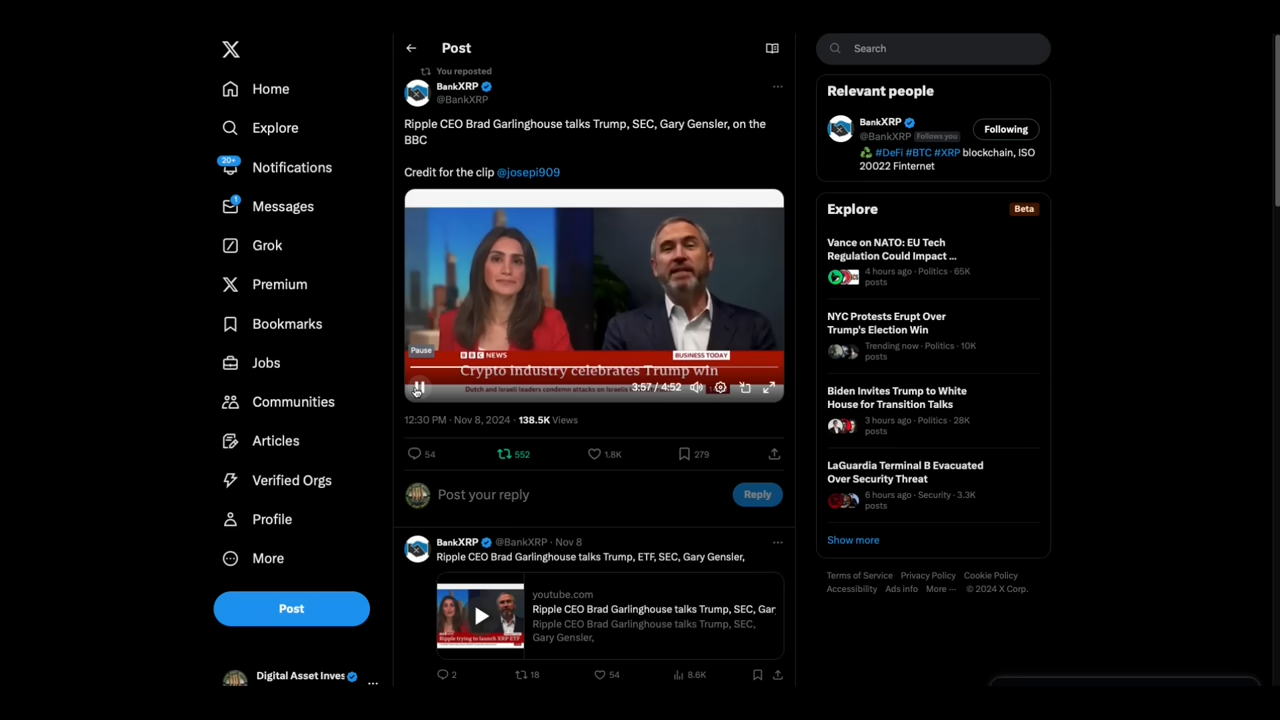 Home
Explore
20+
Notifications
1
Messages
Grok
Premium
Bookmarks
Jobs
Communities
Articles
Verified Orgs
Profile
More
Post
Digital Asset Inves
Post
You reposted
BankXRP
@BankXRP
Ripple CEO Brad Garlinghouse talks Trump, SEC, Gary Gensler, on the
BBC
Credit for the clip @josepi909
Pause
BBC NEWS
BUSINESS TODAY
Crypto industry celebrates Trump win
Dutch and Israeli leaders condemn attacks on Israelis
3:57 / 4:52
12:30 PM · Nov 8, 2024 · 138.5K Views
54
552
1.8K
279
Post your reply
Reply
BankXRP @BankXRP · Nov 8
Ripple CEO Brad Garlinghouse talks Trump, ETF, SEC, Gary Gensler,
Ripple trying to launch XRP ETF
youtube.com
Ripple CEO Brad Garlinghouse talks Trump, SEC, Gar
Ripple CEO Brad Garlinghouse talks Trump, SEC,
Gary Gensler,
2
18
54
8.6K
Search
Relevant people
BankXRP
@BankXRP Follows you
Following
#DeFi #BTC #XRP blockchain, ISO
20022 Finternet
Explore
Beta
Vance on NATO: EU Tech
Regulation Could Impact ...
4 hours ago · Politics · 65K
posts
NYC Protests Erupt Over
Trump's Election Win
Trending now · Politics · 10K
posts
Biden Invites Trump to White
House for Transition Talks
3 hours ago · Politics · 28K
posts
LaGuardia Terminal B Evacuated
Over Security Threat
6 hours ago · Security · 3.3K
posts
Show more
Terms of Service Privacy Policy Cookie Policy
Accessibility Ads info More ··· © 2024 X Corp.